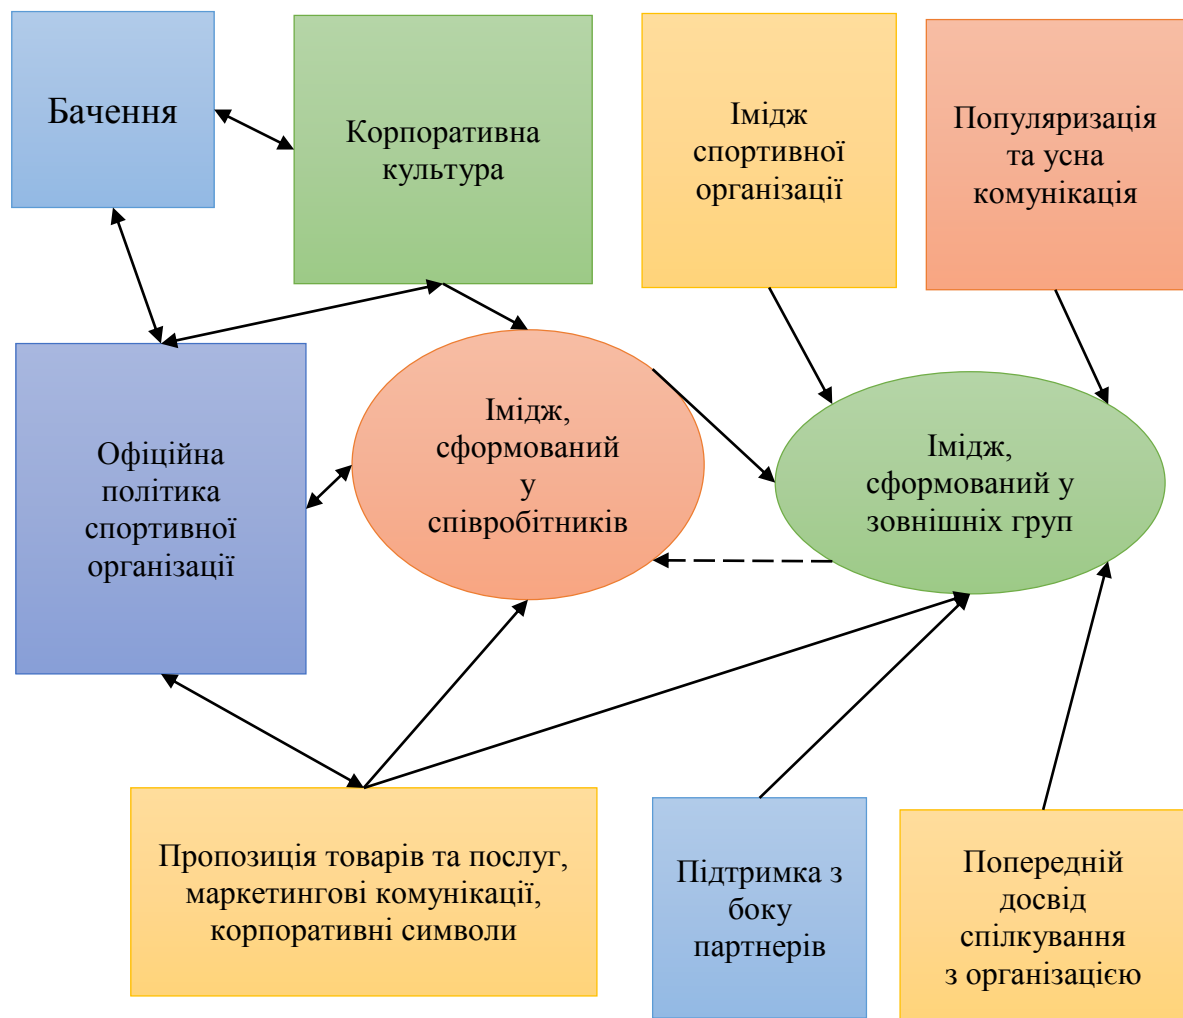 Бачення
Корпоративна
культура
Імідж
спортивної
організації
Популяризація
та усна
комунікація
Офіційна
політика
спортивної
організації
Імідж,
сформований
у
співробітників
Імідж,
сформований у
зовнішніх груп
Пропозиція товарів та послуг,
маркетингові комунікації,
корпоративні символи
Підтримка з
боку
партнерів
Попередній
досвід
спілкування
з організацією